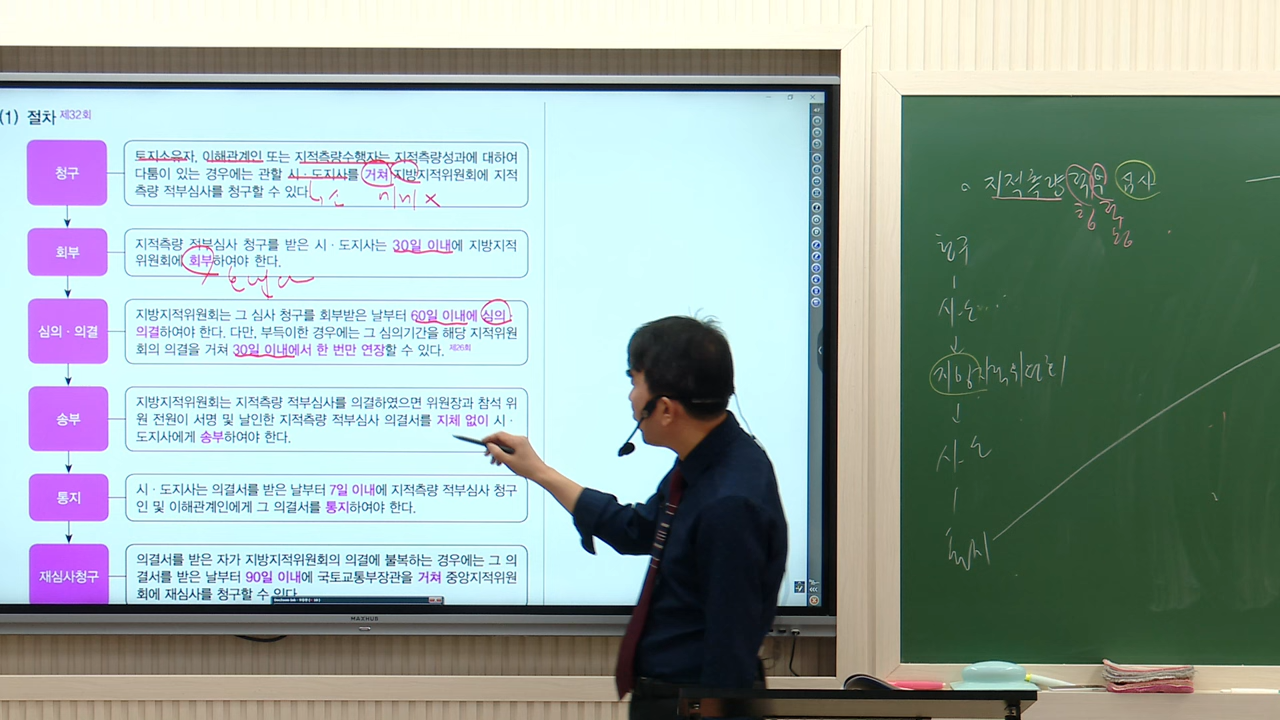 (1) 절차 제32회
청구
토지소유자, 이해관계인 또는 지적측량수행자는 지적측량성과에 대하여
다툼이 있는 경우에는 관할 시·도지사를 거쳐 지방지적위원회에 지적
측량 적부심사를 청구할 수 있다
회부
지적측량 적부심사 청구를 받은 시·도지사는 30일 이내에 지방지적
위원회에 회부하여야 한다.
심의·의결
지방지적위원회는 그 심사 청구를 회부받은 날부터 60일 이내에 심의·
의결하여야 한다. 다만, 부득이한 경우에는 그 심의기간을 해당 지적위원
회의 의결을 거쳐 30일 이내에서 한 번만 연장할 수 있다. 제26회
송부
지방지적위원회는 지적측량 적부심사를 의결하였으면 위원장과 참석 위
원 전원이 서명 및 날인한 지적측량 적부심사 의결서를 지체 없이 시·
도지사에게 송부하여야 한다.
통지
시·도지사는 의결서를 받은 날부터 7일 이내에 지적측량 적부심사 청구
인 및 이해관계인에게 그 의결서를 통지하여야 한다.
재심사청구
의결서를 받은 자가 지방지적위원회의 의결에 불복하는 경우에는 그 의
결서를 받은 날부터 90일 이내에 국토교통부장관을 거쳐 중앙지적위원
회에 재심사를 청구할 수 있다
MAXHUB
지적측량 적부 심사
청구
시·도
지방지적위원회
시·도
통지